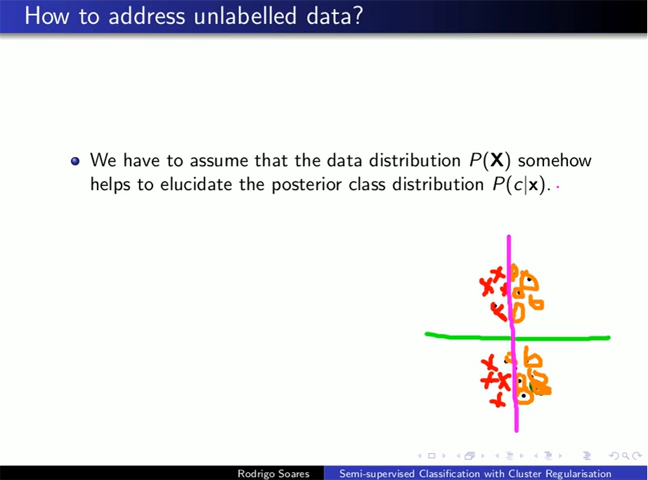 How to address unlabelled data?
We have to assume that the data distribution P(X) somehow
helps to elucidate the posterior class distribution P(c|x).
Rodrigo Soares
Semi-supervised Classification with Cluster Regularisation